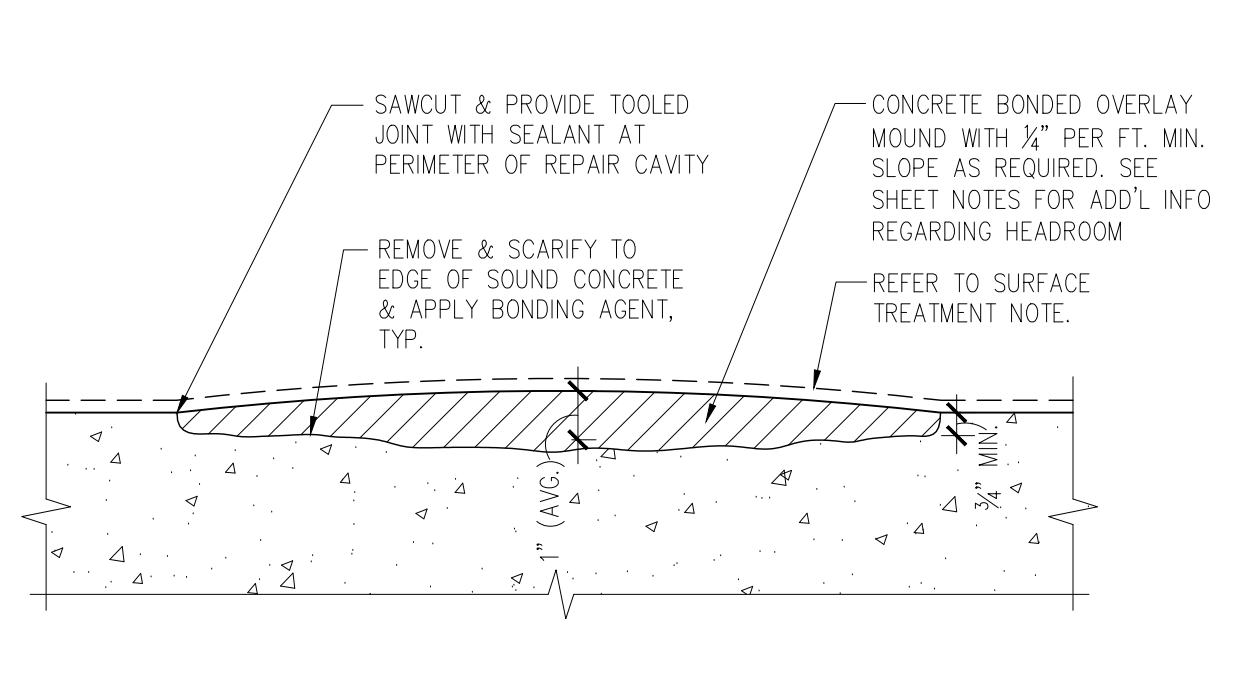 SAWCUT & PROVIDE TOOLED
JOINT WITH SEALANT AT
PERIMETER OF REPAIR CAVITY
REMOVE & SCARIFY TO
EDGE OF SOUND CONCRETE
& APPLY BONDING AGENT,
TYP.
CONCRETE BONDED OVERLAY
MOUND WITH ¼" PER FT. MIN.
SLOPE AS REQUIRED. SEE
SHEET NOTES FOR ADD'L INFO
REGARDING HEADROOM
REFER TO SURFACE
TREATMENT NOTE.
1" (AVG.)
¾" MIN.